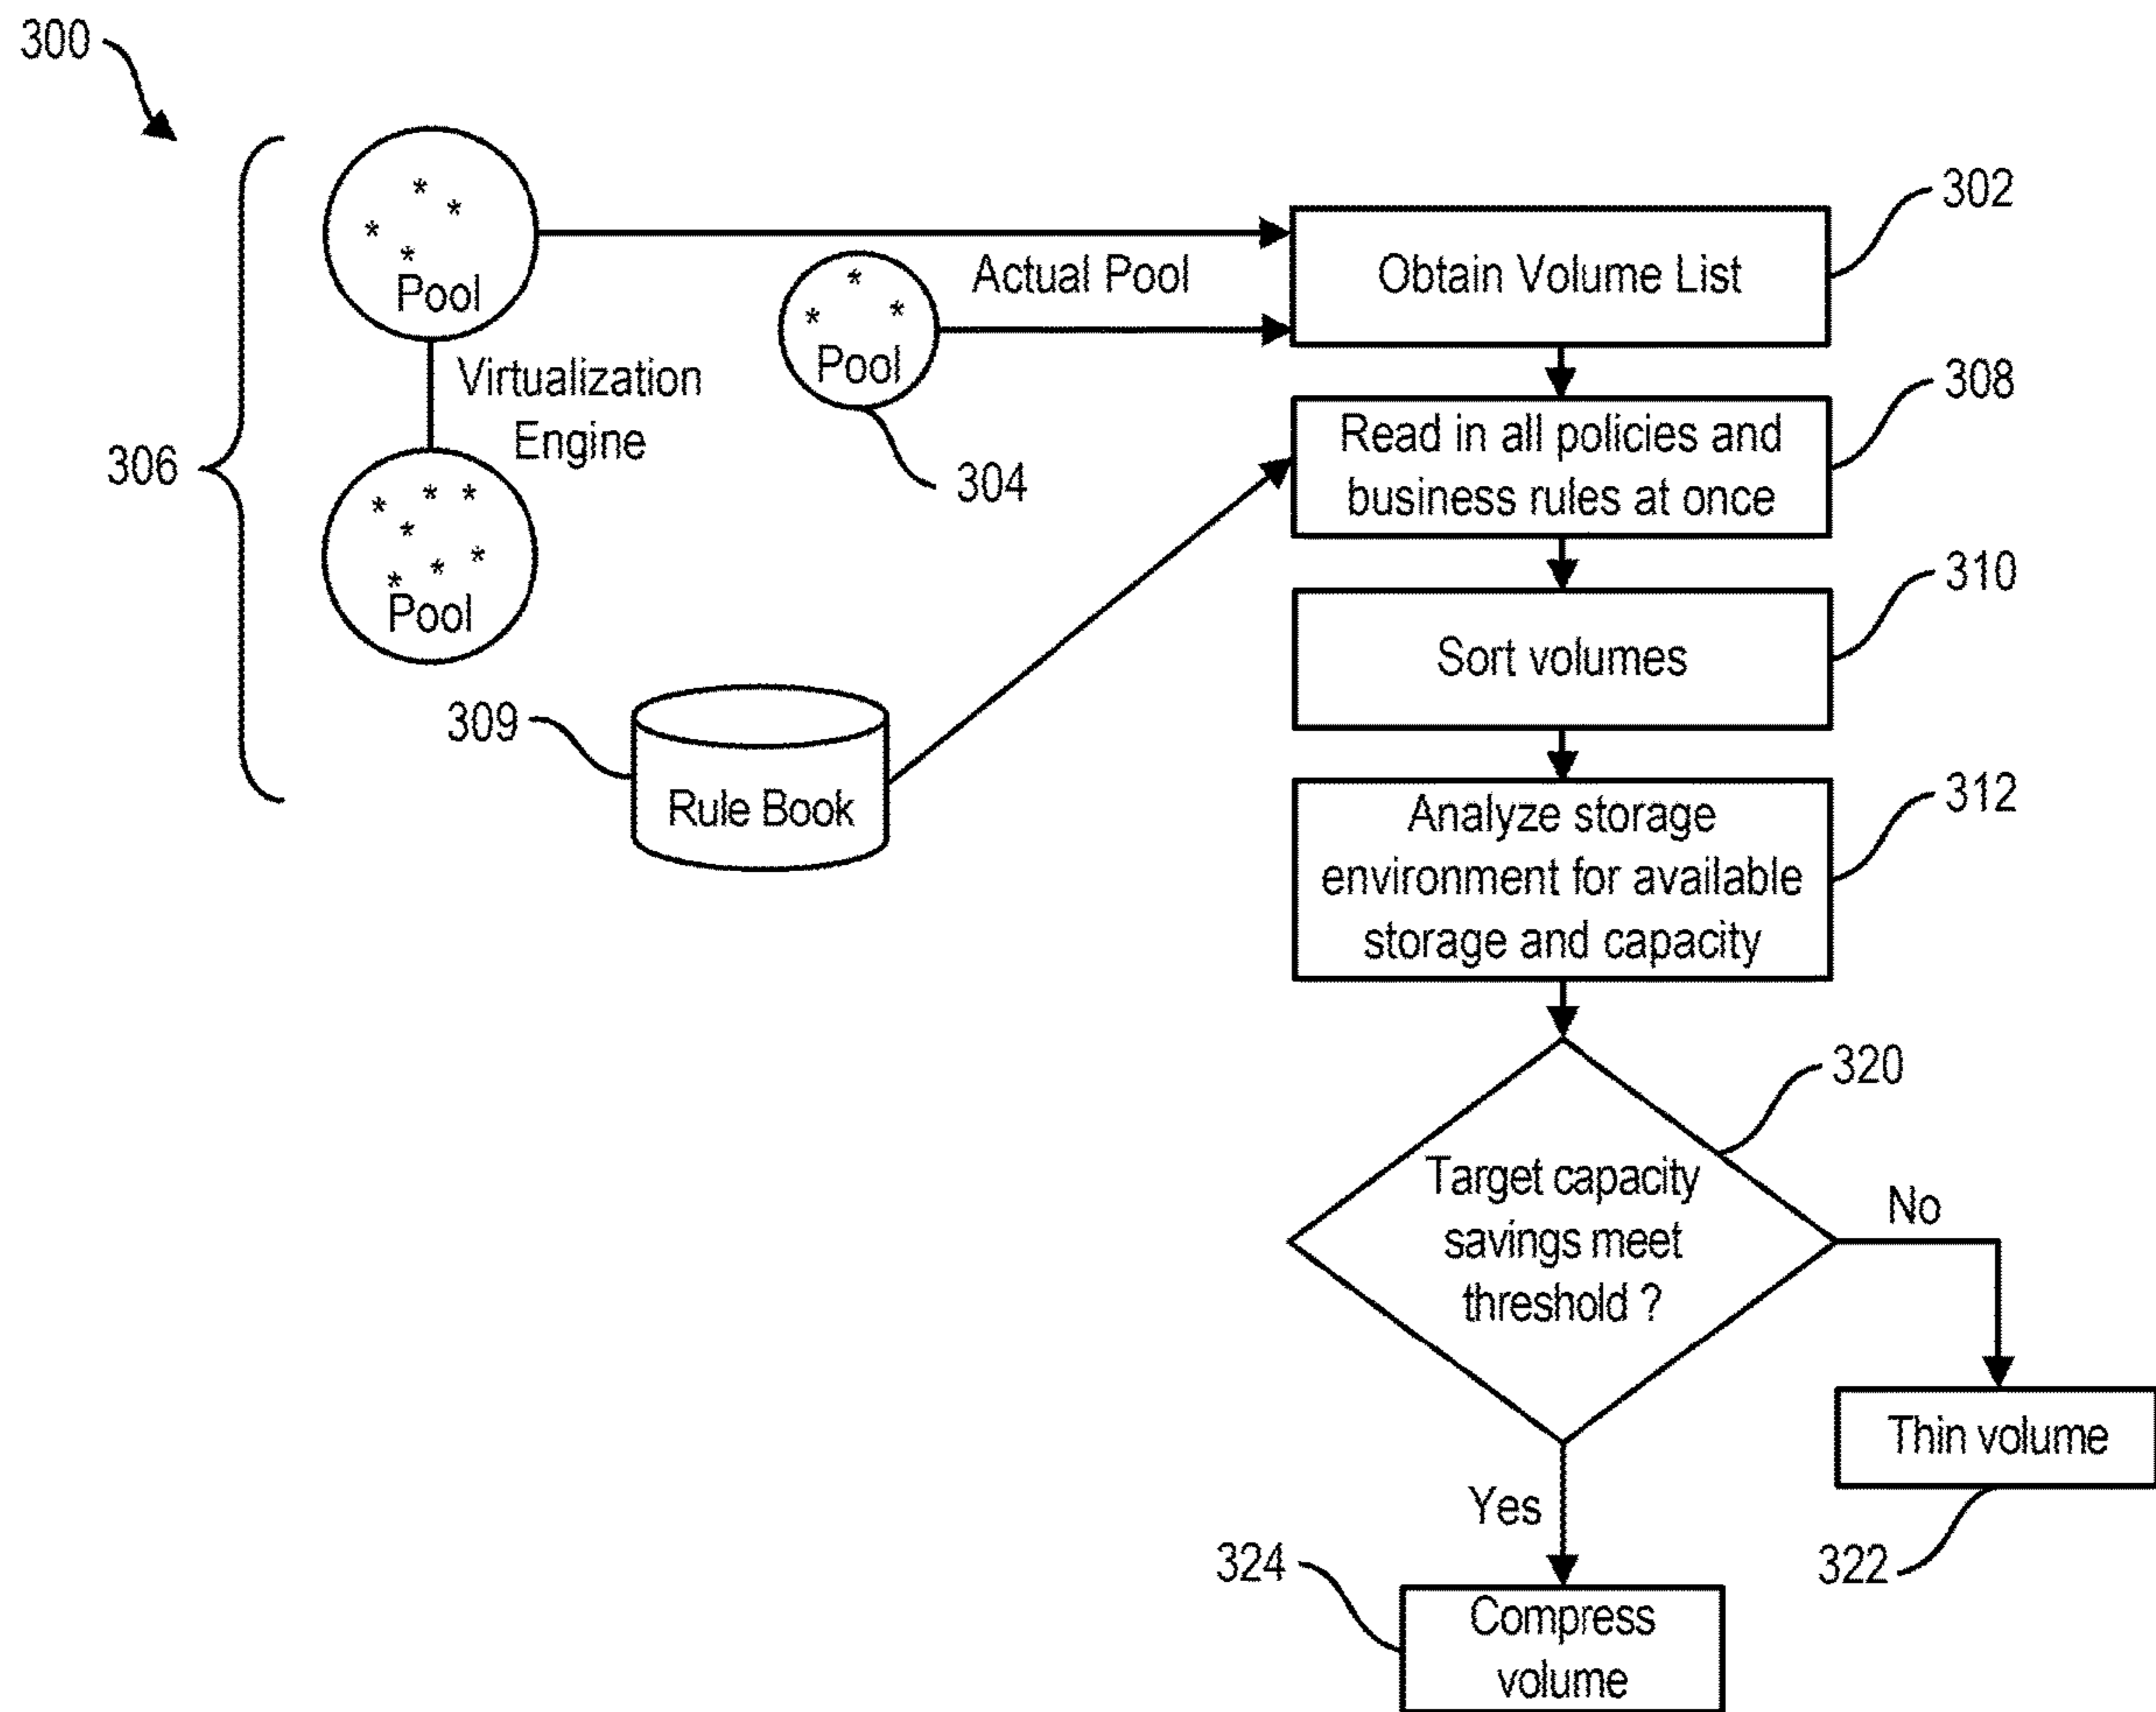 300
302
Obtain Volume List
Actual Pool
* * * *
Pool
* * *
Pool
304
Virtualization
Engine
306
* * * * * * *
Pool
308
Read in all policies and
business rules at once
309
Rule Book
310
Sort volumes
312
Analyze storage
environment for available
storage and capacity
320
Target capacity
savings meet
threshold ?
No
Thin volume
322
Yes
324
Compress
volume